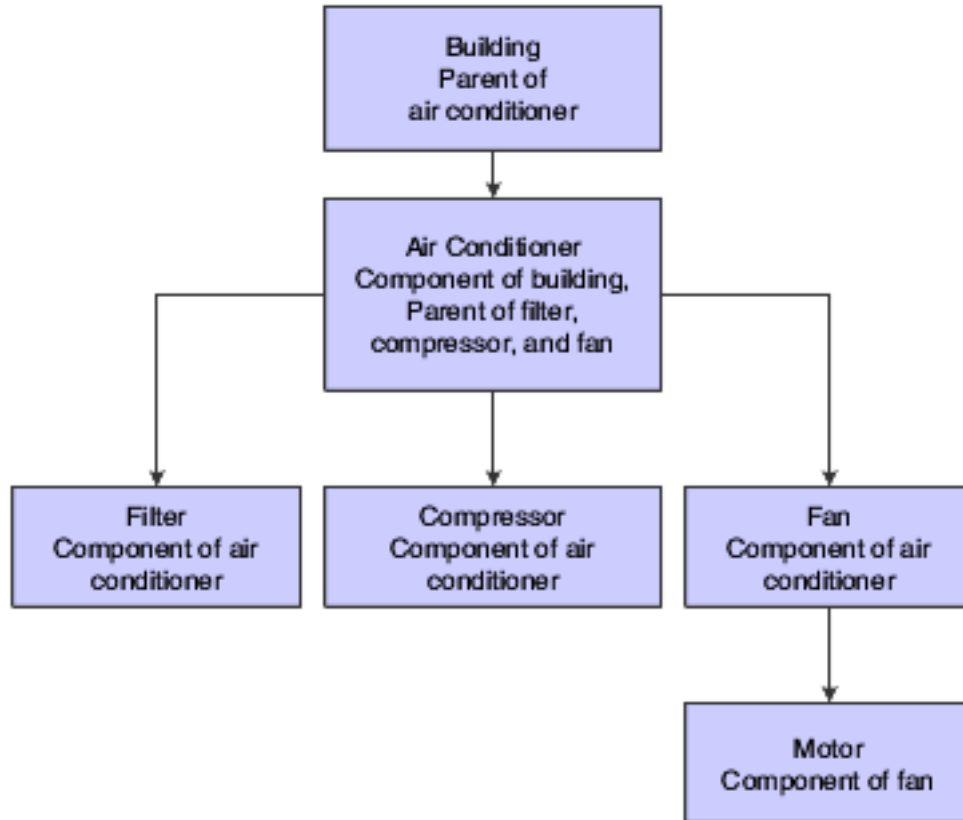 Building
Parent of
air conditioner
Air Conditioner
Component of building,
Parent of filter,
compressor, and fan
Filter
Component of air
conditioner
Compressor
Component of air
conditioner
Fan
Component of air
conditioner
Motor
Component of fan